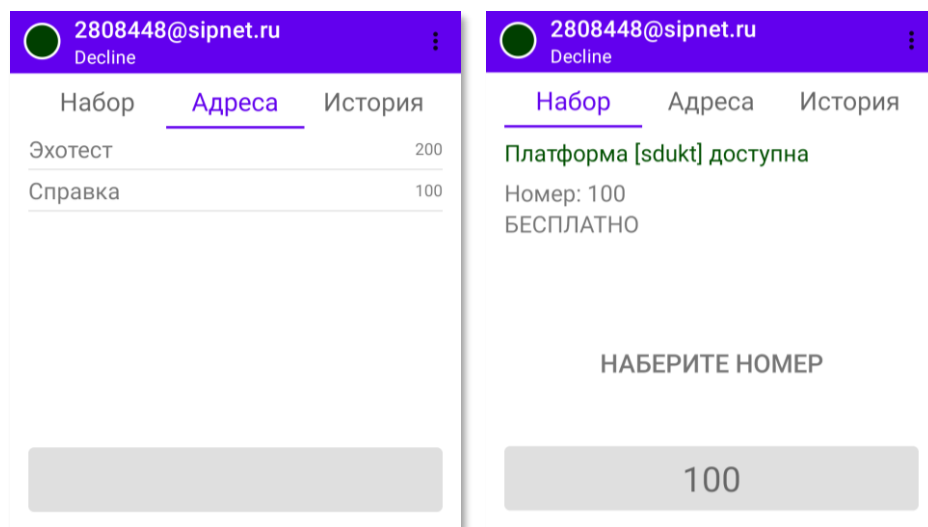 2808448@sipnet.ru
Decline
Набор Адреса История
Эхотест 200
Справка 100
2808448@sipnet.ru
Decline
Набор Адреса История
Платформа [sdukt] доступна
Номер: 100
БЕСПЛАТНО
НАБЕРИТЕ НОМЕР
100